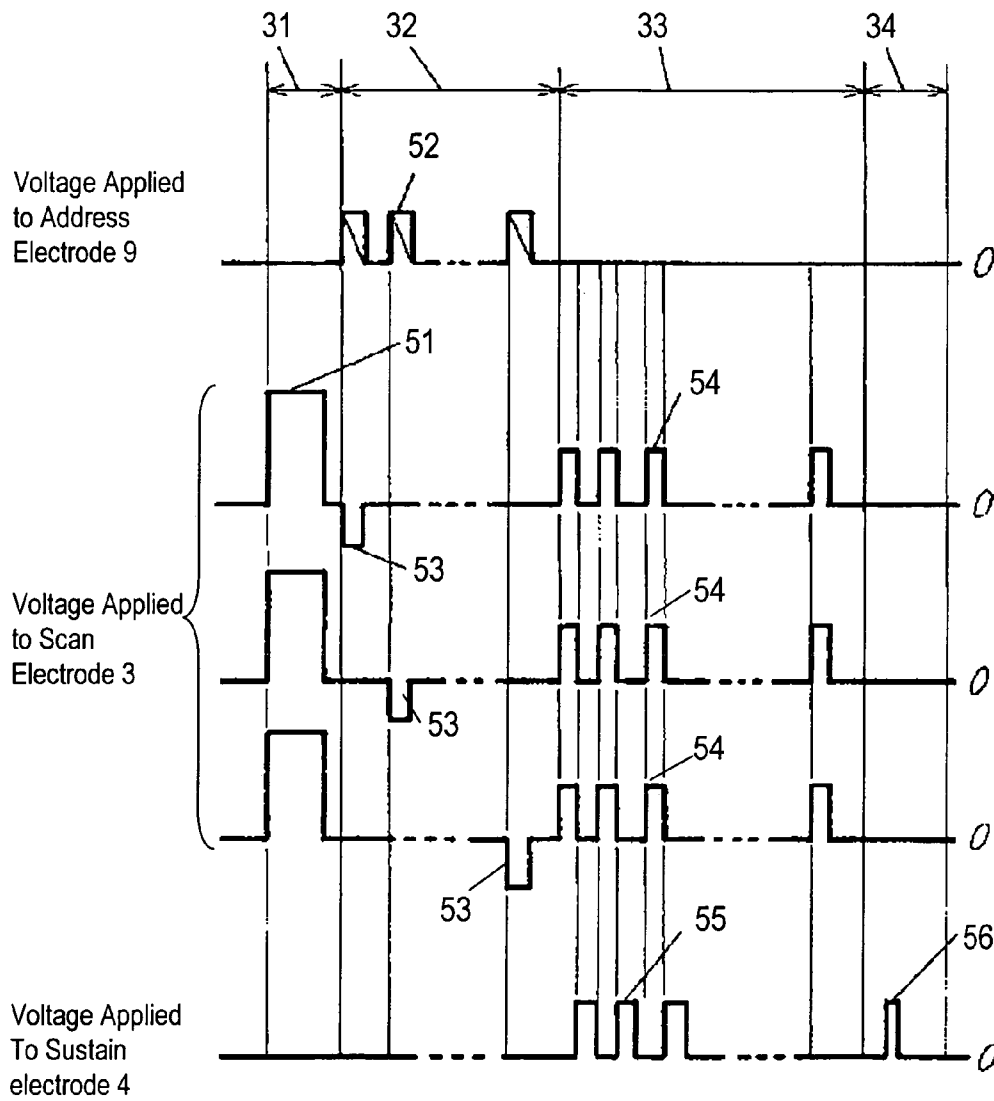 31 32 33 34
52
Voltage Applied
to Address
Electrode 9
0
51
54
0
53
54
Voltage Applied
to Scan
Electrode 3
0
53
54
0
53
55
56
Voltage Applied
To Sustain
electrode 4
0